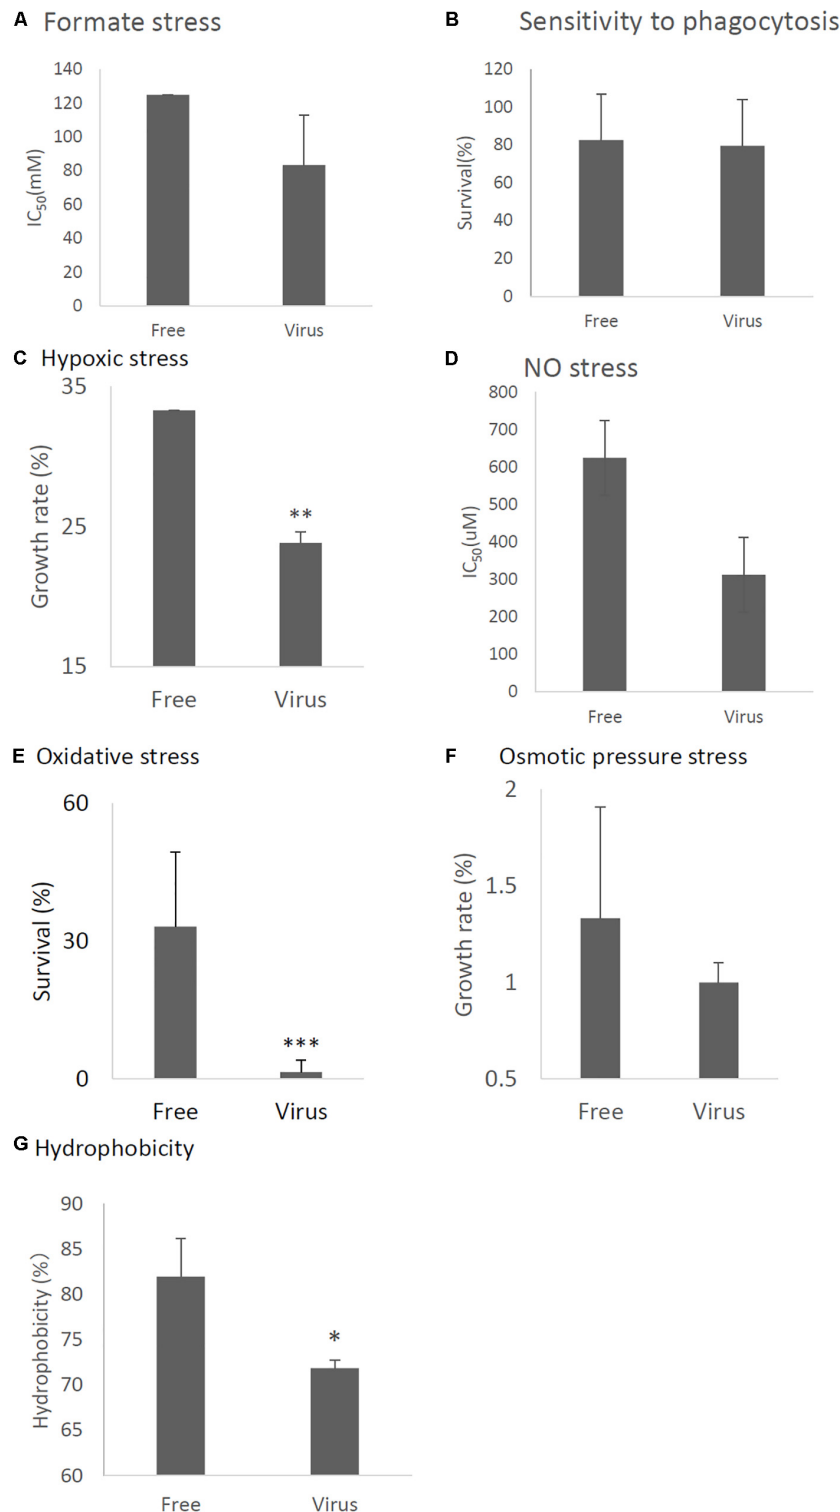 A Formate stress
140
120
100
80
60
40
20
0
IC50(mM)
Free Virus
B Sensitivity to phagocytosis
120
100
80
60
40
20
0
Survival(%)
Free Virus
C Hypoxic stress
35
25
15
Growth rate (%)
**
Free Virus
D NO stress
800
700
600
500
400
300
200
100
0
IC50(uM)
Free Virus
E Oxidative stress
60
30
0
Survival (%)
***
Free Virus
F Osmotic pressure stress
2
1.5
1
0.5
Growth rate (%)
Free Virus
G Hydrophobicity
90
85
80
75
70
65
60
Hydrophobicity (%)
*
Free Virus